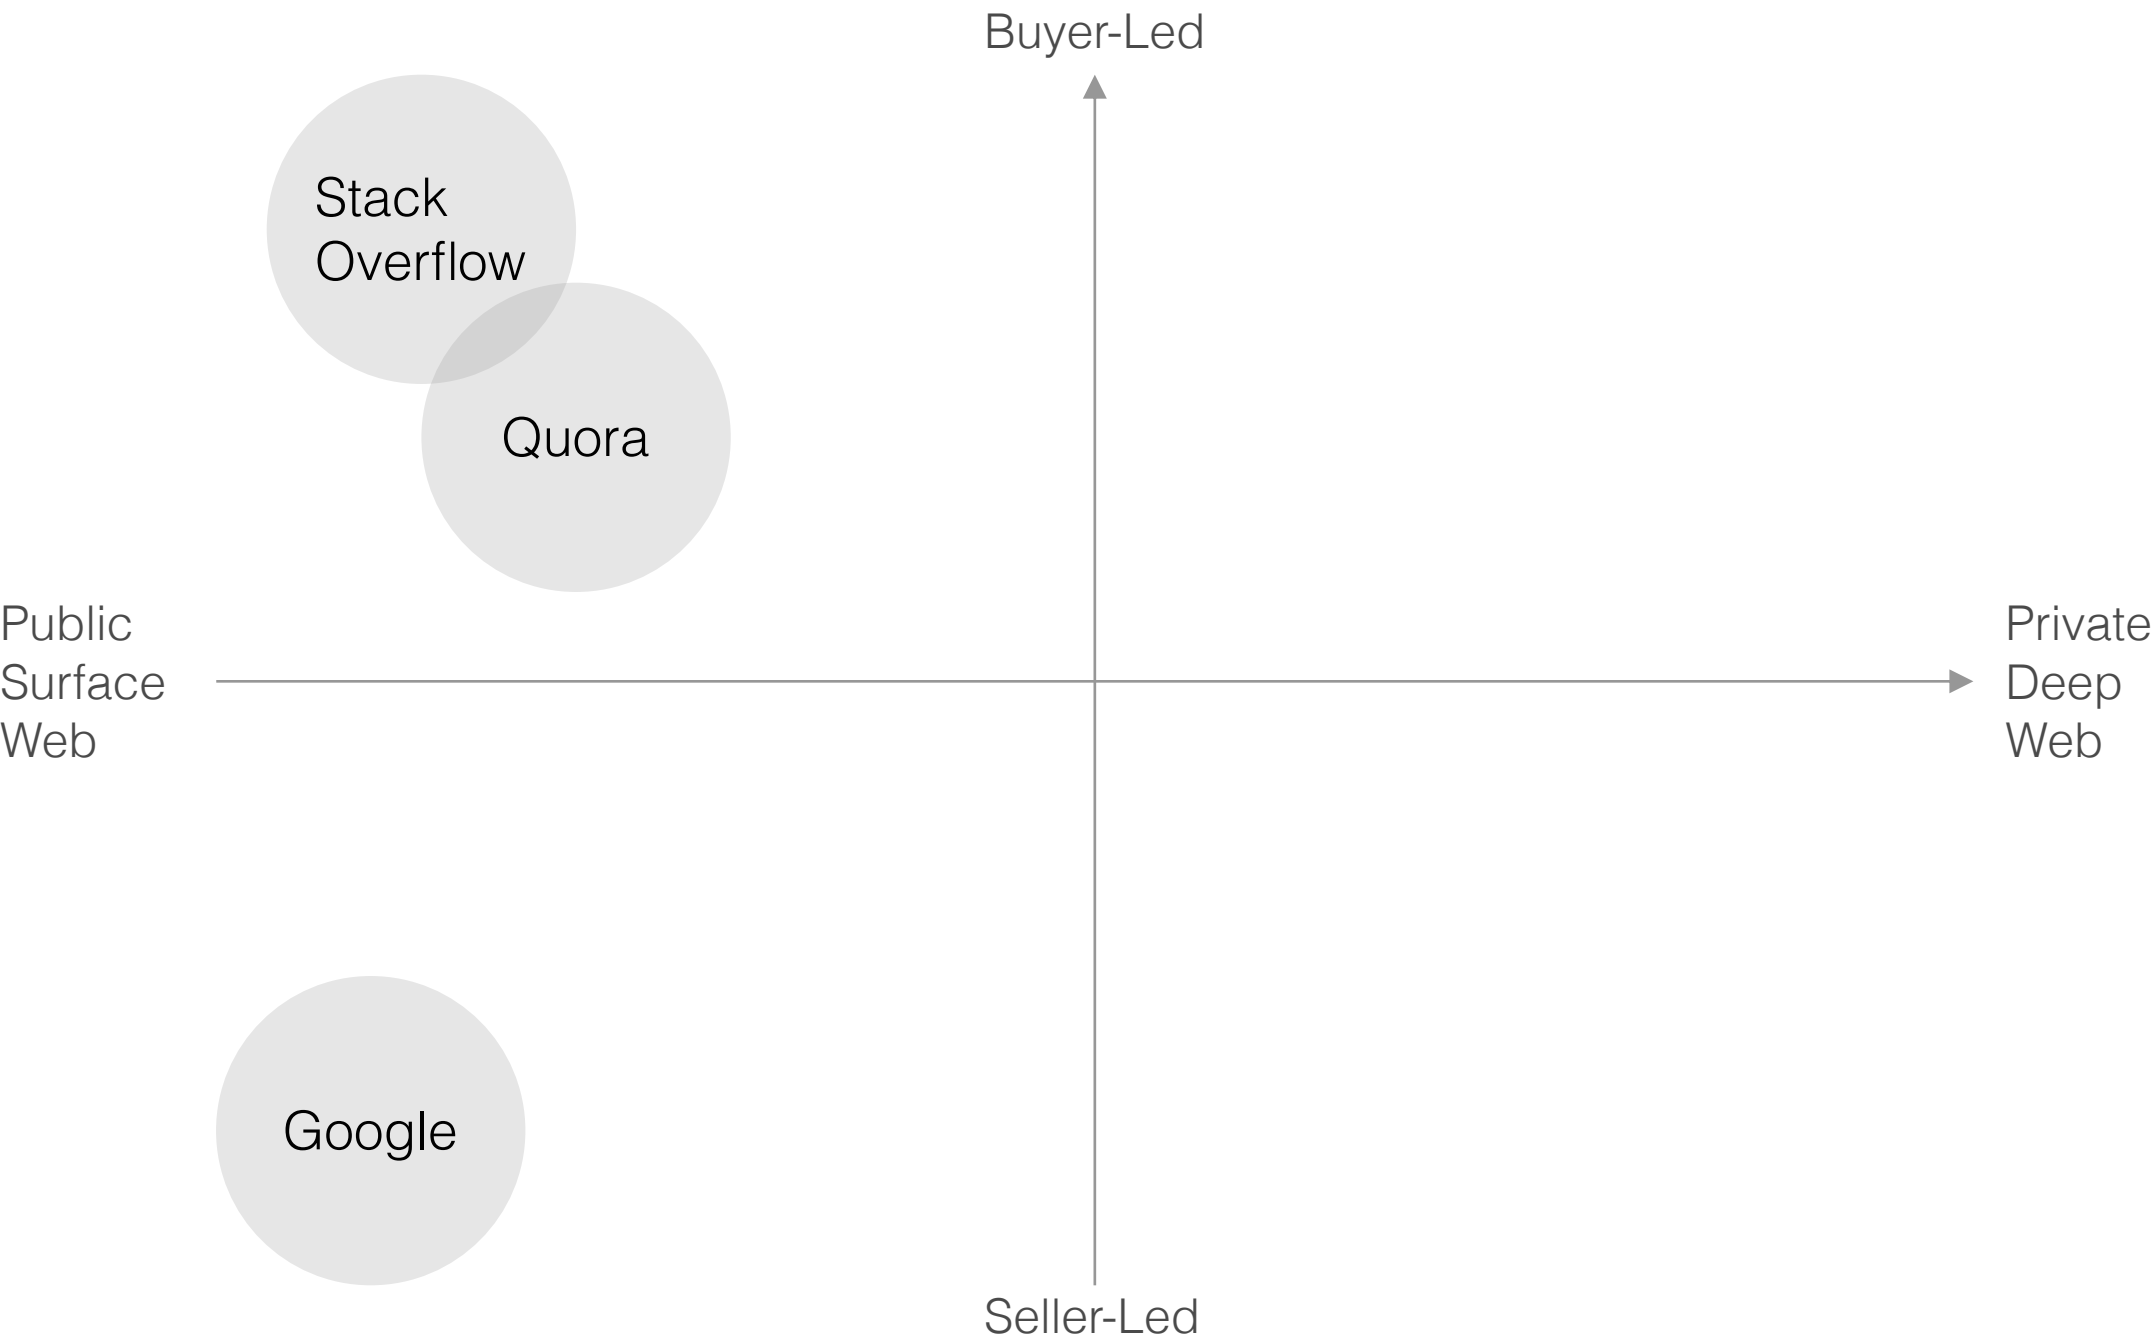 Buyer-Led
Stack
Overflow
Quora
Public
Surface
Web
Private
Deep
Web
Google
Seller-Led